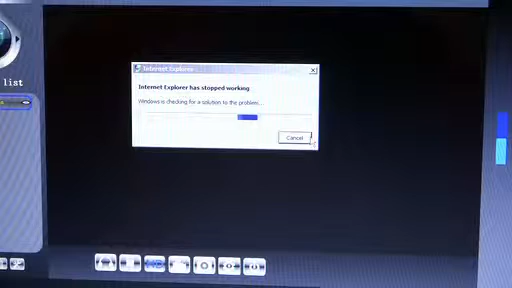 Internet Explorer
list
Internet Explorer has stopped working
Windows is checking for a solution to the problem...
Cancel